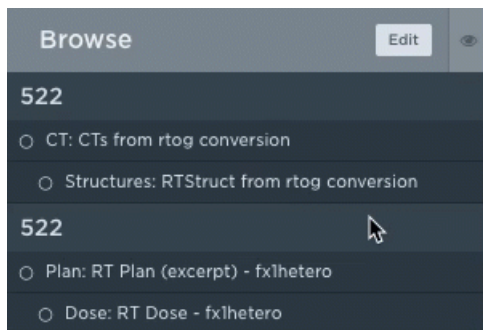 Browse
Edit
522
CT: CTs from rtog conversion
Structures: RTStruct from rtog conversion
522
Plan: RT Plan (excerpt) - fx1hetero
Dose: RT Dose - fx1hetero